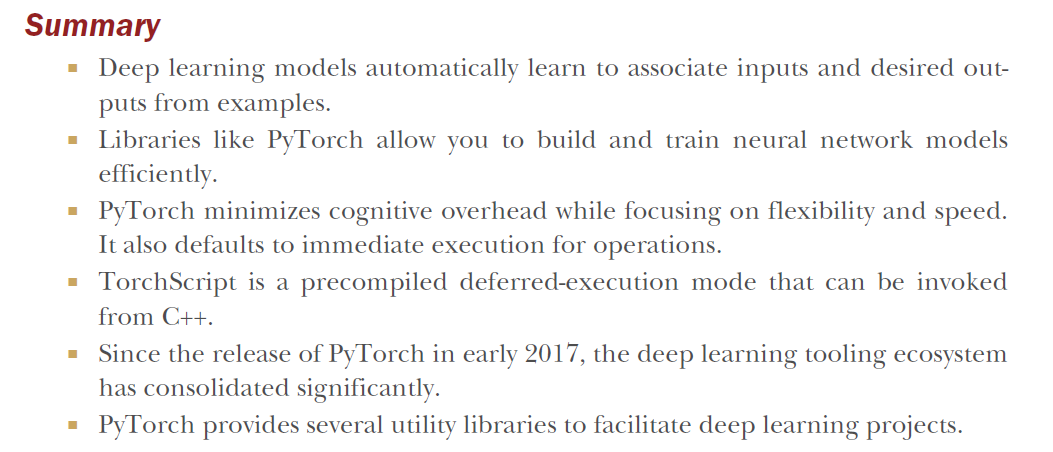 Summary
▪ Deep learning models automatically learn to associate inputs and desired out-
puts from examples.
▪ Libraries like PyTorch allow you to build and train neural network models
efficiently.
▪ PyTorch minimizes cognitive overhead while focusing on flexibility and speed.
It also defaults to immediate execution for operations.
▪ TorchScript is a precompiled deferred-execution mode that can be invoked
from C++.
▪ Since the release of PyTorch in early 2017, the deep learning tooling ecosystem
has consolidated significantly.
▪ PyTorch provides several utility libraries to facilitate deep learning projects.